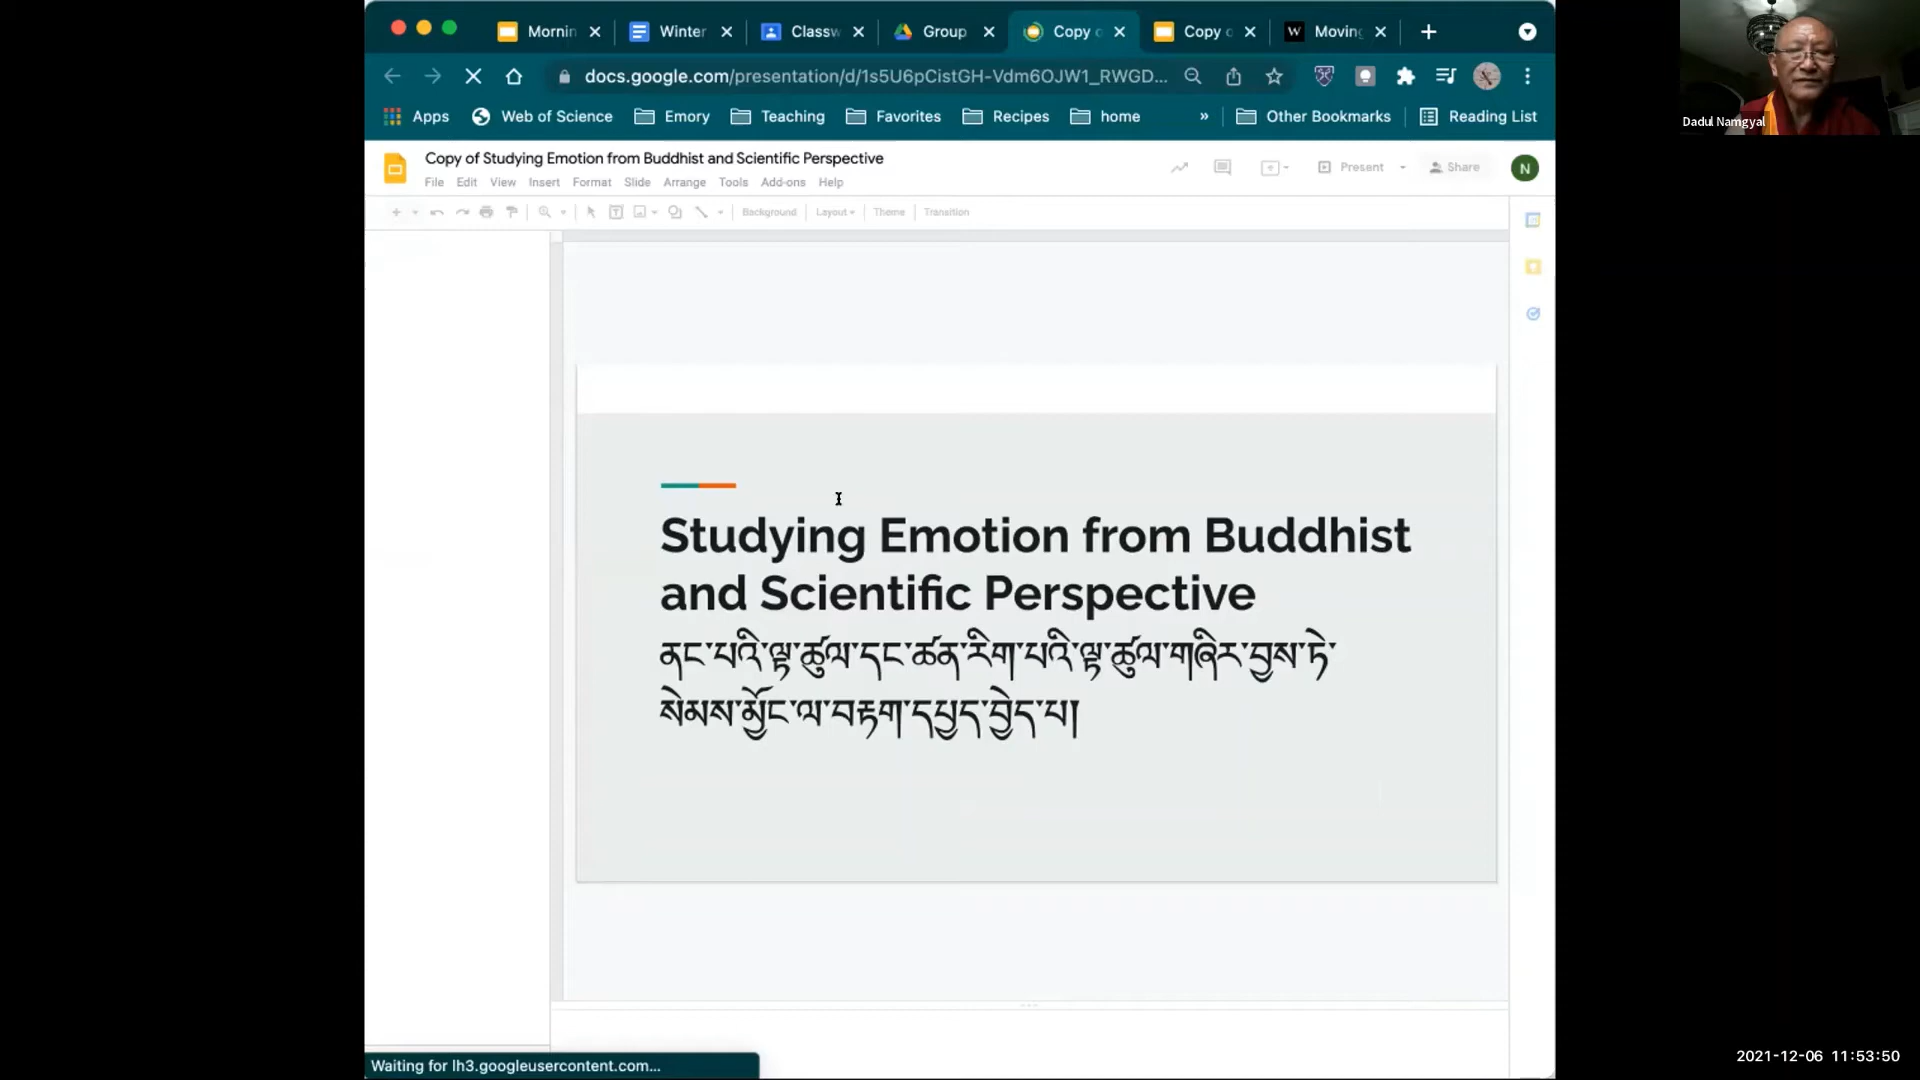 Mornin
Winter
Classw
Group
Copy o
Copy o
W
Moving
docs.google.com/presentation/d/1s5U6pCistGH-Vdm6OJW1_RWGD...
Apps
Web of Science
Emory
Teaching
Favorites
Recipes
home
»
Other Bookmarks
Reading List
Copy of Studying Emotion from Buddhist and Scientific Perspective
File Edit View Insert Format Slide Arrange Tools Add-ons Help
Present
Share
N
Background
Layout
Theme
Transition
Studying Emotion from Buddhist
and Scientific Perspective
ནང་པའི་ལྟ་ཚུལ་དང་ཚན་རིག་པའི་ལྟ་ཚུལ་གཞིར་བྱས་ཏེ་
སེམས་མྱོང་ལ་བརྟག་དཔྱད་བྱེད་པ།
Waiting for lh3.googleusercontent.com...
Dadul Namgyal
2021-12-06 11:53:50